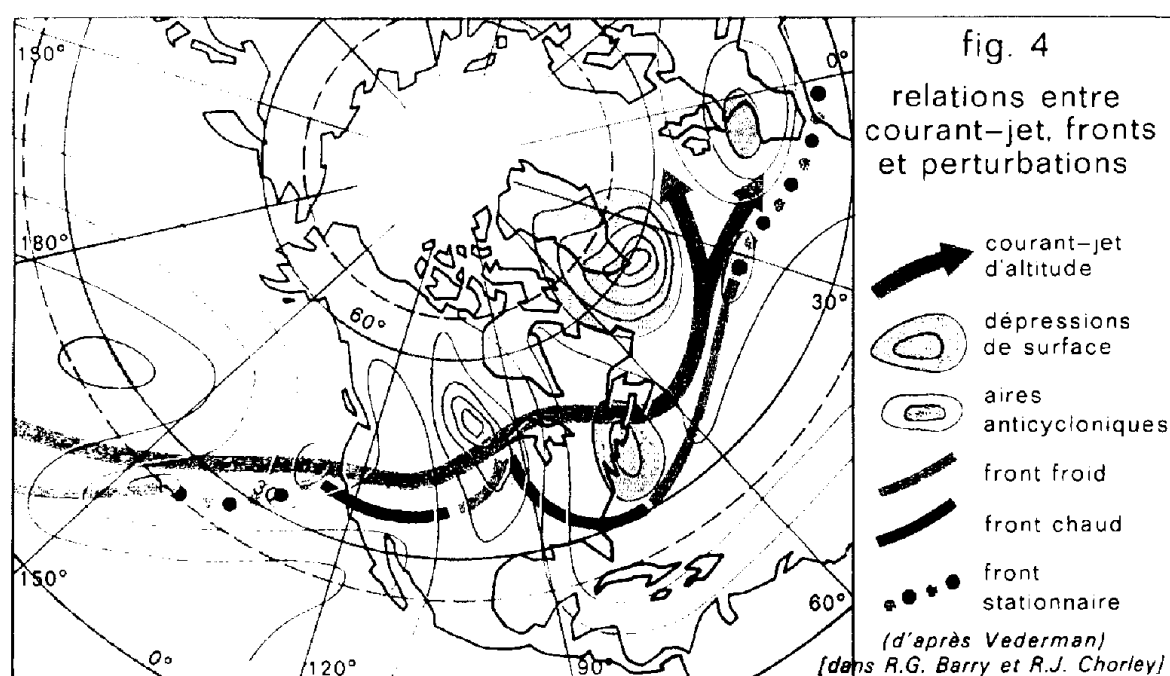 fig. 4
relations entre
courant-jet, fronts
et perturbations
courant-jet
d'altitude
dépressions
de surface
aires
anticycloniques
front froid
front chaud
front
stationnaire
(d'après Vederman)
[dans R.G. Barry et R.J. Chorley]
150°
0°
180°
30°
60°
150°
60°
0°
120°
90°